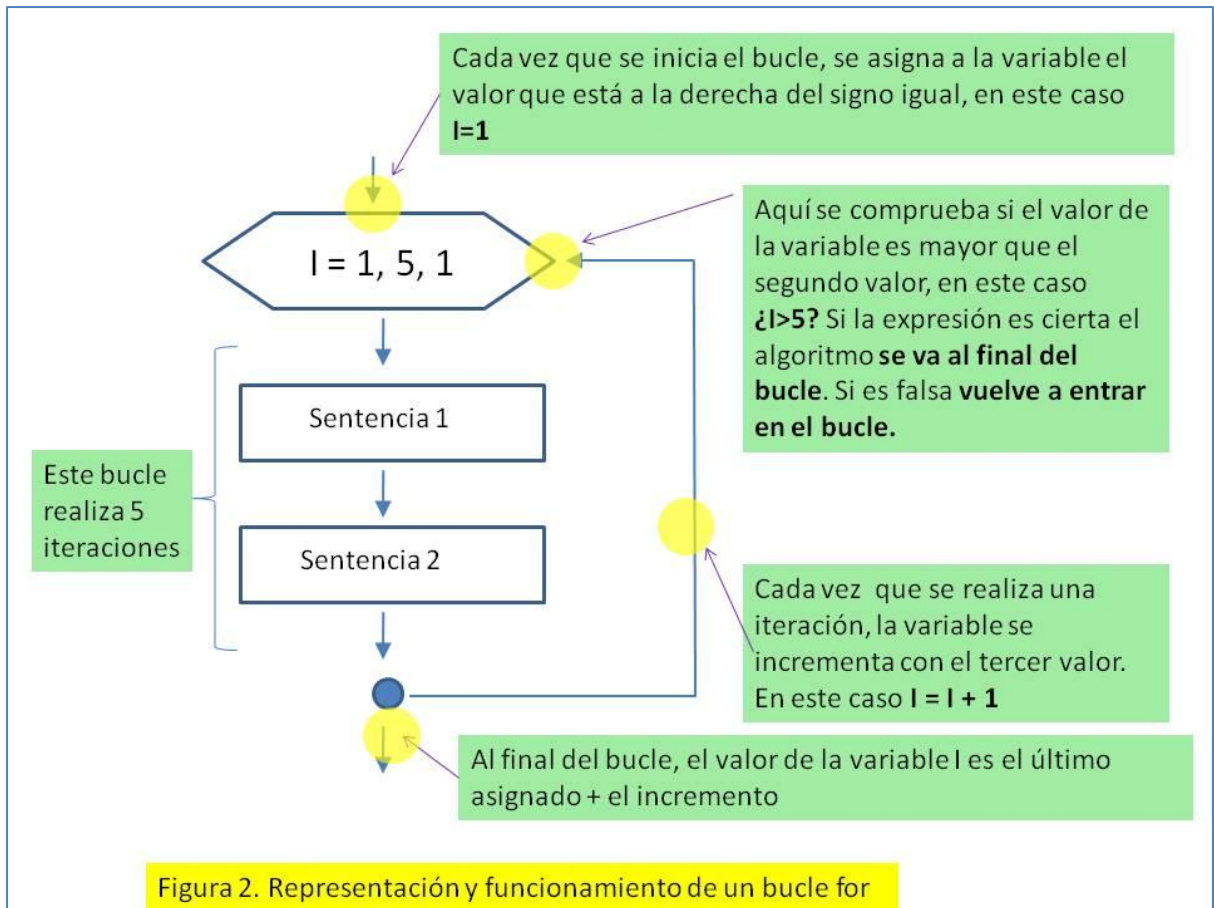 Cada vez que se inicia el bucle, se asigna a la variable el
valor que está a la derecha del signo igual, en este caso
I=1
I = 1, 5, 1
Aquí se comprueba si el valor de
la variable es mayor que el
segundo valor, en este caso
¿I>5? Si la expresión es cierta el
algoritmo se va al final del
bucle. Si es falsa vuelve a entrar
en el bucle.
Sentencia 1
Este bucle
realiza 5
iteraciones
Sentencia 2
Cada vez que se realiza una
iteración, la variable se
incrementa con el tercer valor.
En este caso I = I + 1
Al final del bucle, el valor de la variable I es el último
asignado + el incremento
Figura 2. Representación y funcionamiento de un bucle for